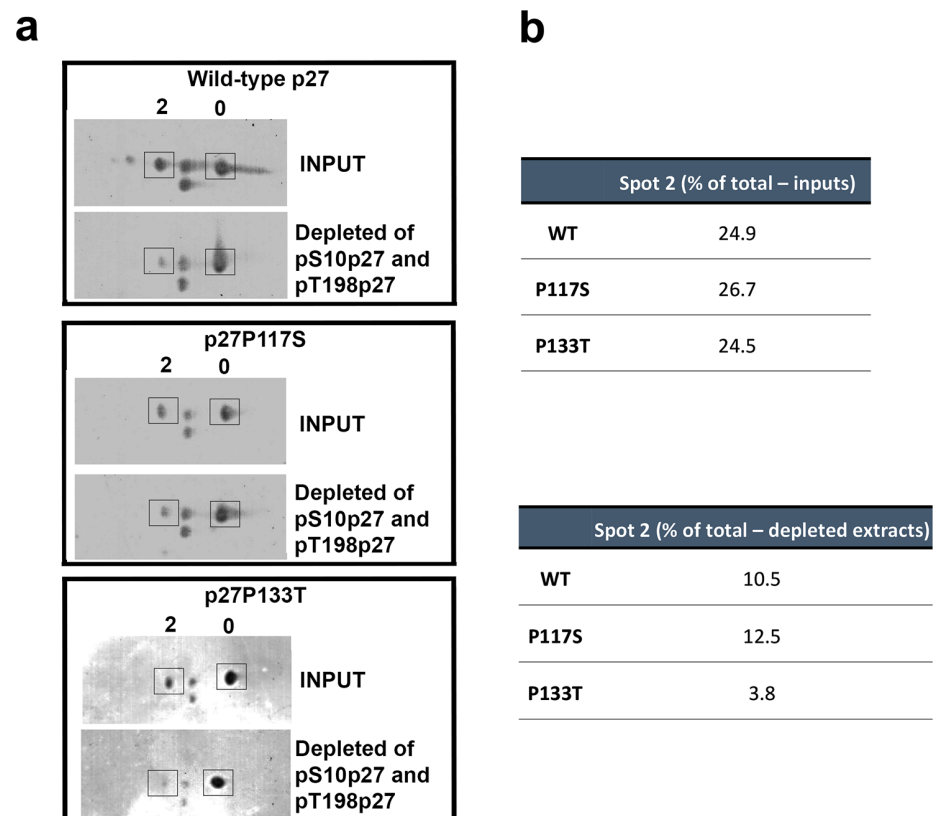 a
Wild-type p27
2 0
INPUT
Depleted of
pS10p27 and
pT198p27
p27P117S
2 0
INPUT
Depleted of
pS10p27 and
pT198p27
p27P133T
2 0
INPUT
Depleted of
pS10p27 and
pT198p27
b
Spot 2 (% of total – inputs)
WT 24.9
P117S 26.7
P133T 24.5
Spot 2 (% of total – depleted extracts)
WT 10.5
P117S 12.5
P133T 3.8